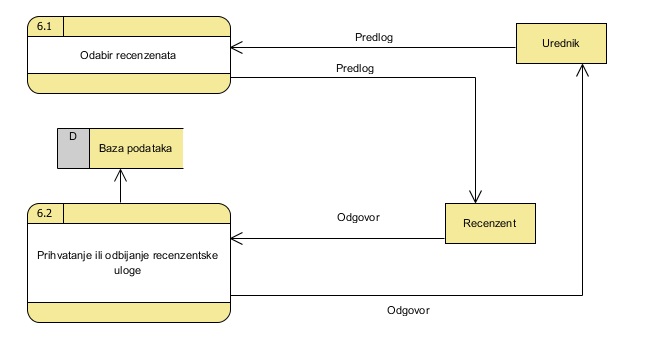 6.1
Odabir recenzenata
Predlog
Urednik
Predlog
D
Baza podataka
6.2
Prihvatanje ili odbijanje recenzentske
uloge
Odgovor
Recenzent
Odgovor